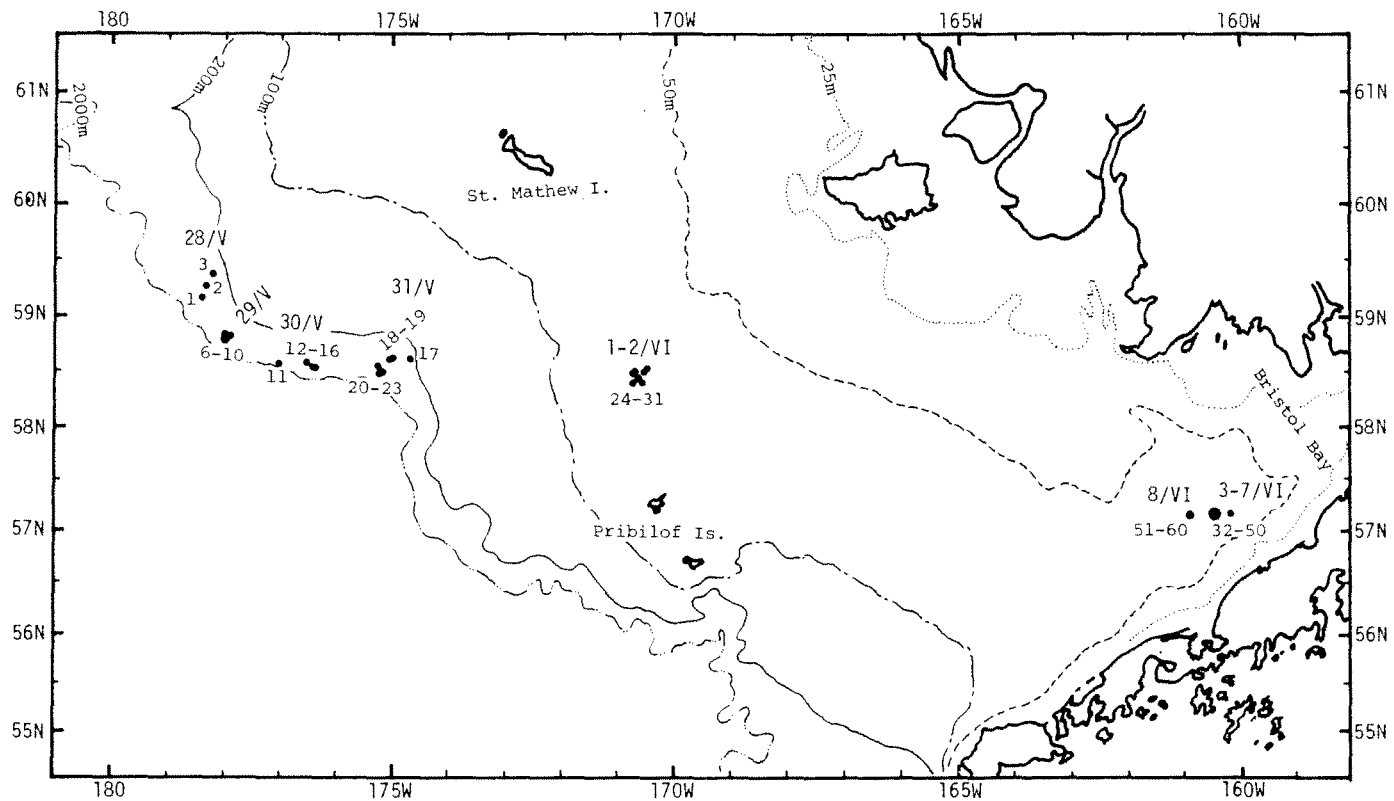 180 175W 170W 165W 160W
61N 61N
200m
100m
2000m
50m
25m
St. Mathew I.
60N 60N
28/V
3
2
1
59N 59N
29/V
30/V
31/V
6-10
11
12-16
18-19
17
20-23
1-2/VI
24-31
58N 58N
Bristol Bay
8/VI 3-7/VI
51-60 32-50
57N 57N
Pribilof Is.
56N 56N
55N 55N
180 175W 170W 165W 160W